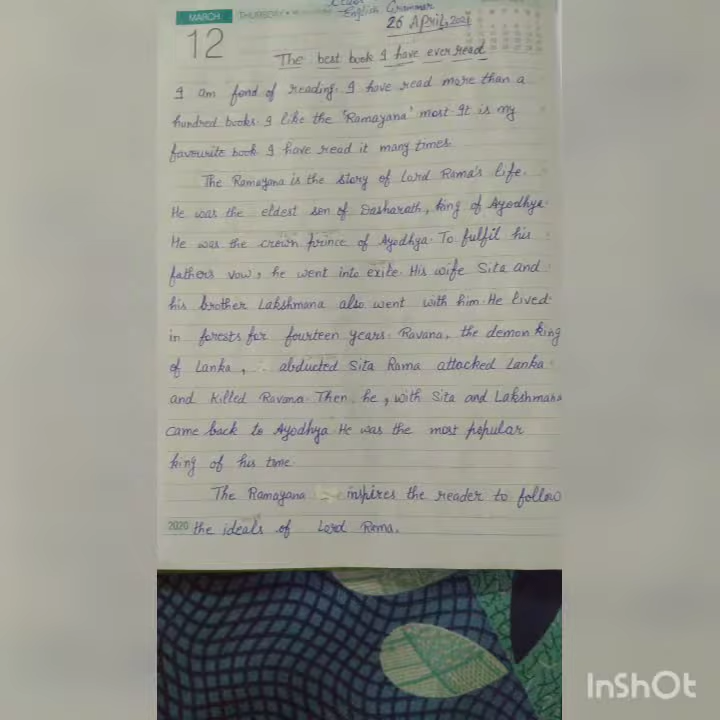 MARCH THURSDAY
English Grammar
26 April, 2021
12
The best book I have ever read
I am fond of reading. I have read more than a
hundred books. I like the 'Ramayana' most. It is my
favourite book. I have read it many times.
The Ramayana is the story of Lord Rama's life.
He was the eldest son of Dasharath, king of Ayodhya.
He was the crown prince of Ayodhya. To fulfil his
fathers vow, he went into exile. His wife Sita and
his brother Lakshmana also went with him. He lived
in forests for fourteen years. Ravana, the demon king
of Lanka, abducted Sita Rama attacked Lanka
and killed Ravana. Then, he, with Sita and Lakshmana
came back to Ayodhya. He was the most popular
king of his time.
The Ramayana inspires the reader to follow
2020 the ideals of Lord Rama.
InShOt